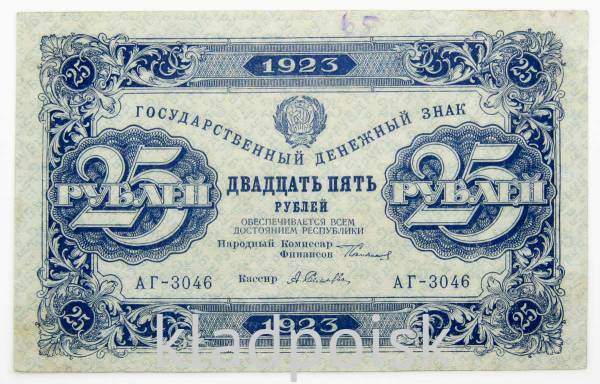 65
25 1923 25
ГОСУДАРСТВЕННЫЙ ДЕНЕЖНЫЙ ЗНАК
25 РУБЛЕЙ
ДВАДЦАТЬ ПЯТЬ
РУБЛЕЙ
ОБЕСПЕЧИВАЕТСЯ ВСЕМ
ДОСТОЯНИЕМ РЕСПУБЛИКИ
25 РУБЛЕЙ
Народный Комиссар
Финансов
АГ-3046
Кассир
АГ-3046
25 1923 25
kladpoisk